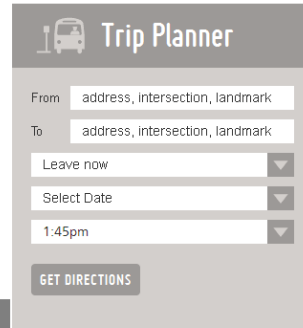 Trip Planner
From address, intersection, landmark
To address, intersection, landmark
Leave now
Select Date
1:45pm
GET DIRECTIONS